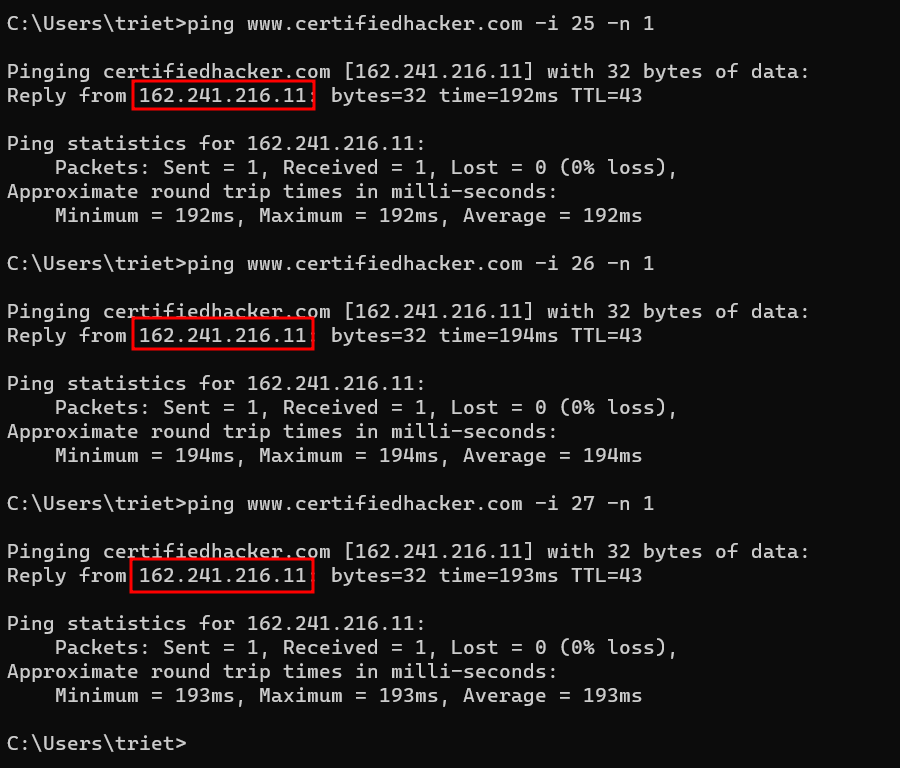 C:\Users\triet>ping www.certifiedhacker.com -i 25 -n 1
Pinging certifiedhacker.com [162.241.216.11] with 32 bytes of data:
Reply from 162.241.216.11: bytes=32 time=192ms TTL=43
Ping statistics for 162.241.216.11:
    Packets: Sent = 1, Received = 1, Lost = 0 (0% loss),
Approximate round trip times in milli-seconds:
    Minimum = 192ms, Maximum = 192ms, Average = 192ms
C:\Users\triet>ping www.certifiedhacker.com -i 26 -n 1
Pinging certifiedhacker.com [162.241.216.11] with 32 bytes of data:
Reply from 162.241.216.11: bytes=32 time=194ms TTL=43
Ping statistics for 162.241.216.11:
    Packets: Sent = 1, Received = 1, Lost = 0 (0% loss),
Approximate round trip times in milli-seconds:
    Minimum = 194ms, Maximum = 194ms, Average = 194ms
C:\Users\triet>ping www.certifiedhacker.com -i 27 -n 1
Pinging certifiedhacker.com [162.241.216.11] with 32 bytes of data:
Reply from 162.241.216.11: bytes=32 time=193ms TTL=43
Ping statistics for 162.241.216.11:
    Packets: Sent = 1, Received = 1, Lost = 0 (0% loss),
Approximate round trip times in milli-seconds:
    Minimum = 193ms, Maximum = 193ms, Average = 193ms
C:\Users\triet>